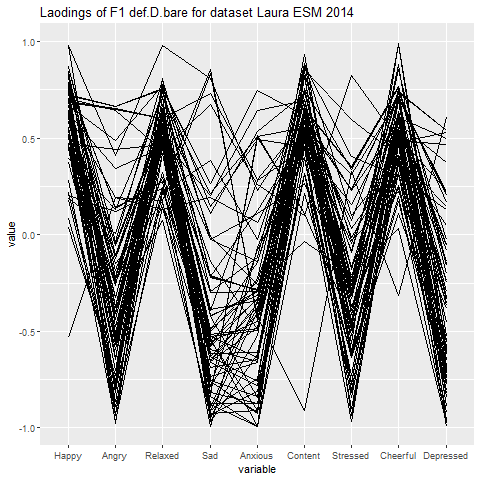 Laodings of F1 def.D.bare for dataset Laura ESM 2014
1.0
0.5
0.0
-0.5
-1.0
value
Happy Angry Relaxed Sad Anxious Content Stressed Cheerful Depressed
variable